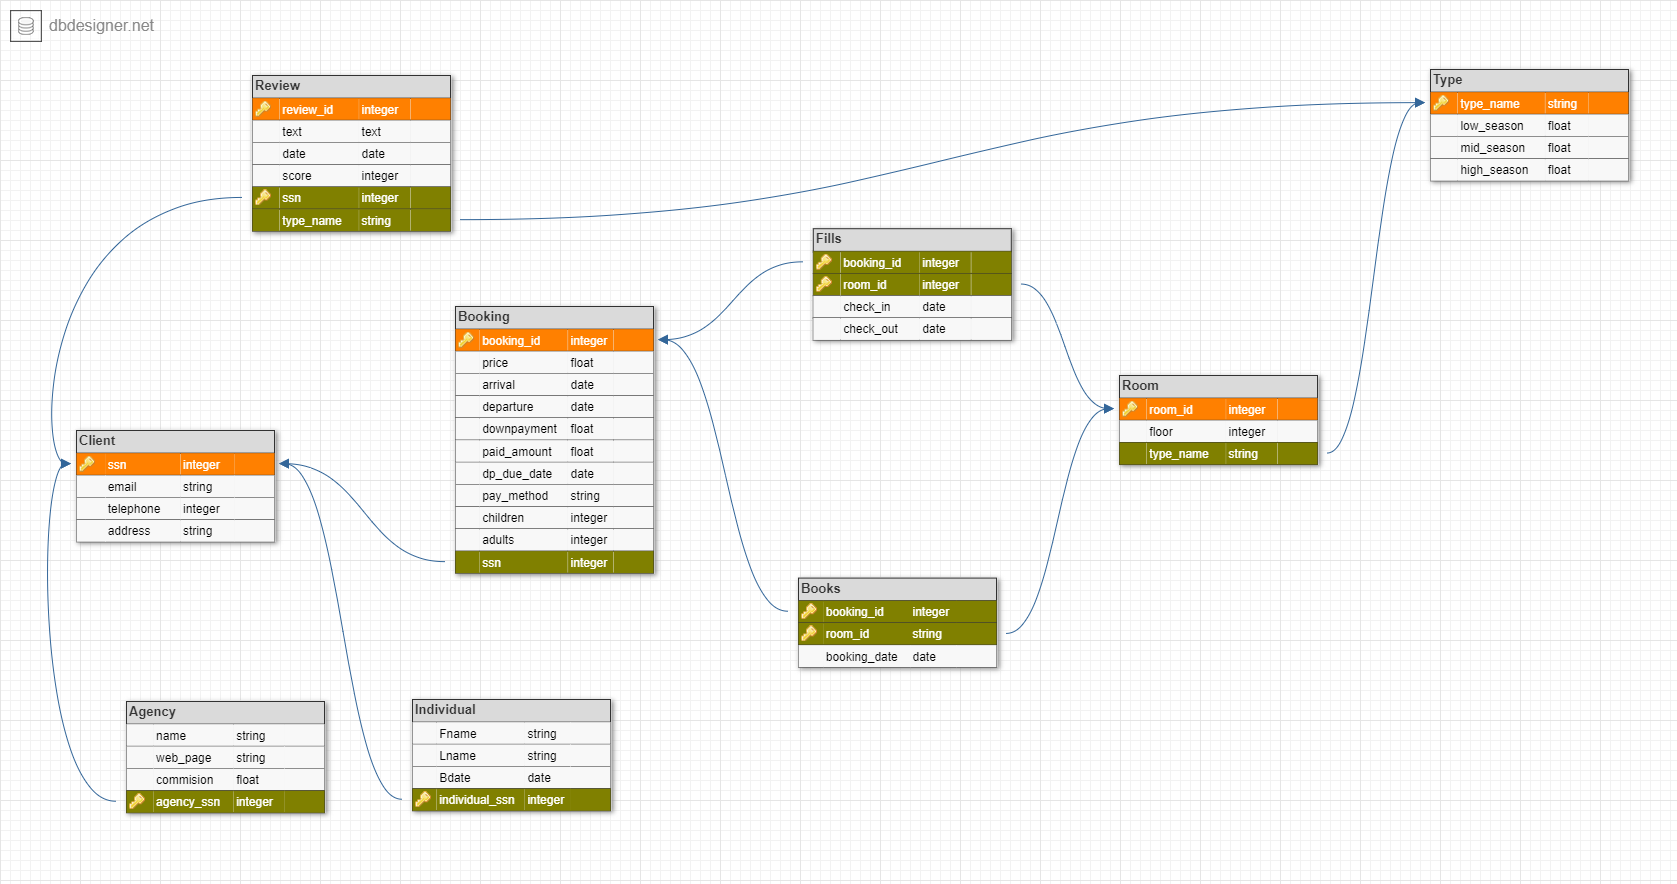 dbdesigner.net
Review
review_id integer
text text
date date
score integer
ssn integer
type_name string
Type
type_name string
low_season float
mid_season float
high_season float
Fills
booking_id integer
room_id integer
check_in date
check_out date
Booking
booking_id integer
price float
arrival date
departure date
downpayment float
paid_amount float
dp_due_date date
pay_method string
children integer
adults integer
ssn integer
Room
room_id integer
floor integer
type_name string
Client
ssn integer
email string
telephone integer
address string
Books
booking_id integer
room_id string
booking_date date
Agency
name string
web_page string
commision float
agency_ssn integer
Individual
Fname string
Lname string
Bdate date
individual_ssn integer